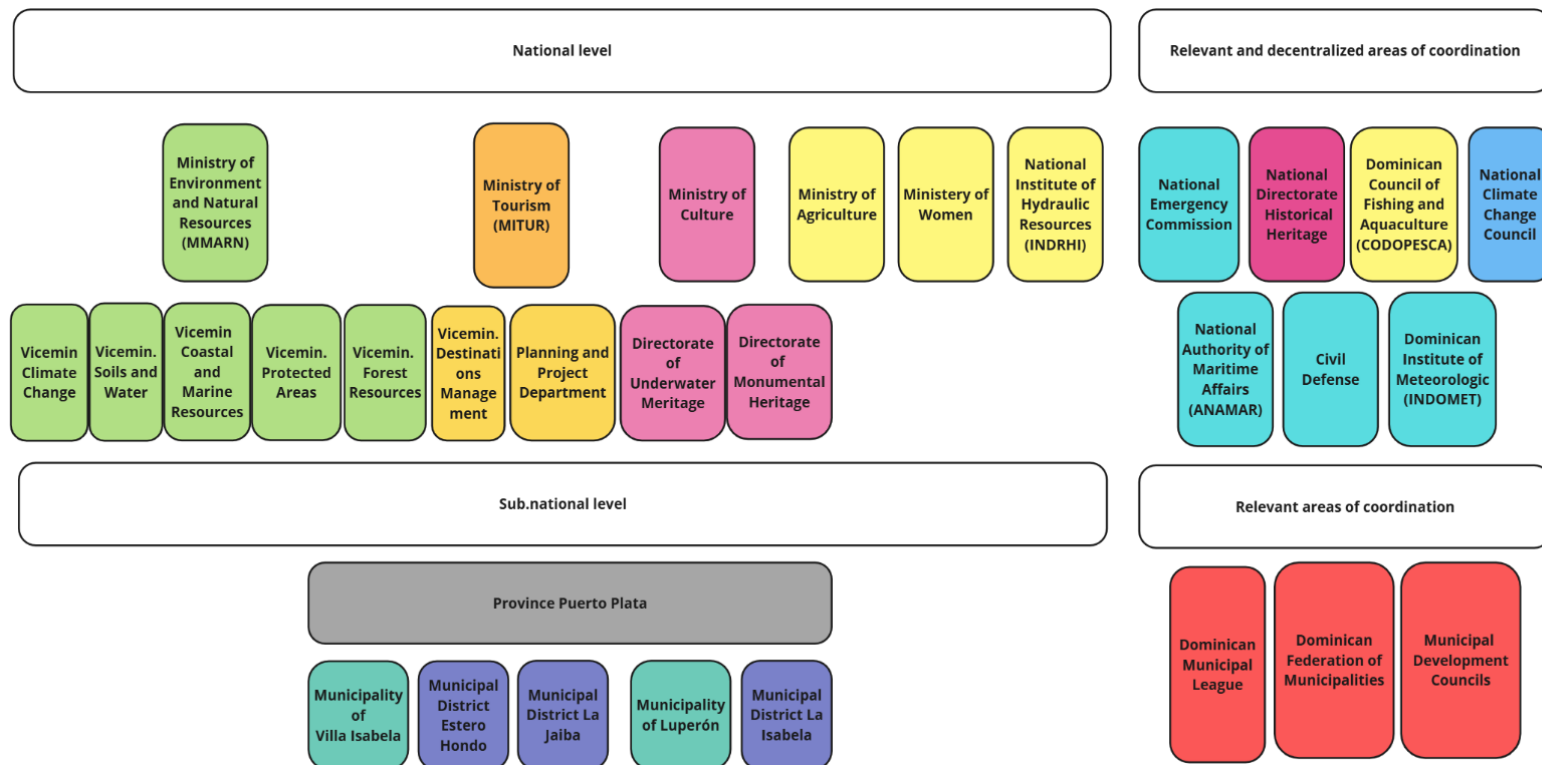 National level
Relevant and decentralized areas of coordination
Ministry of
Environment
and Natural
Resources
(MMARN)
Ministry of
Tourism
(MITUR)
Ministry of
Culture
Ministry of
Agriculture
Ministery of
Women
National
Institute of
Hydraulic
Resources
(INDRHI)
National
Emergency
Commission
National
Directorate
Historical
Heritage
Dominican
Council of
Fishing and
Aquaculture
(CODOPESCA)
National
Climate
Change
Council
Vicemin
Climate
Change
Vicemin.
Soils and
Water
Vicemin
Coastal
and
Marine
Resources
Vicemin.
Protected
Areas
Vicemin.
Forest
Resources
Vicemin.
Destinati
ons
Manage
ment
Planning and
Project
Department
Directorate
of
Underwater
Meritage
Directorate
of
Monumental
Heritage
National
Authority of
Maritime
Affairs
(ANAMAR)
Civil
Defense
Dominican
Institute of
Meteorologic
(INDOMET)
Sub.national level
Relevant areas of coordination
Province Puerto Plata
Municipality
of
Villa Isabela
Municipal
District
Estero
Hondo
Municipal
District La
Jaiba
Municipality
of Luperón
Municipal
District La
Isabela
Dominican
Municipal
League
Dominican
Federation of
Municipalities
Municipal
Development
Councils